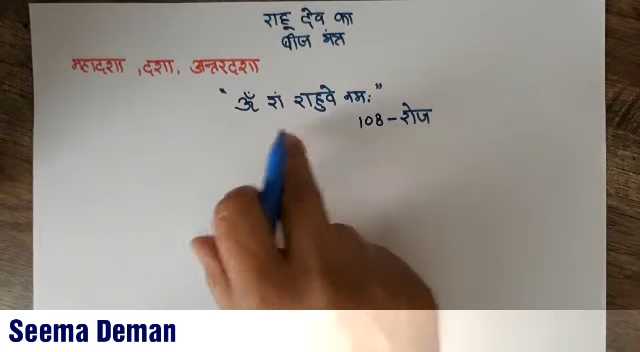 राहू देव का
बीज मंत्र
महादशा , दशा , अन्तरदशा
"ॐ रां राहुवे नमः"
108 - रोज
Seema Deman